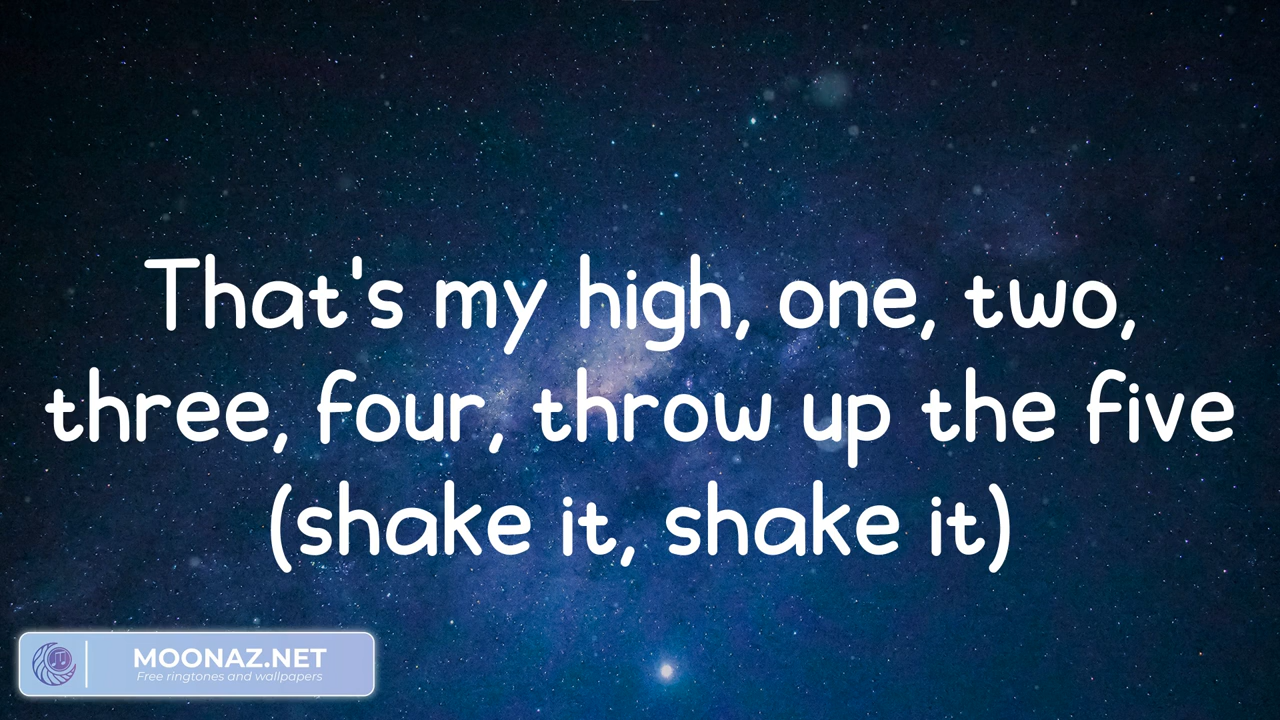 That's my high, one, two,
three, four, throw up the five
(shake it, shake it)
MOONAZ.NET
Free ringtones and wallpapers